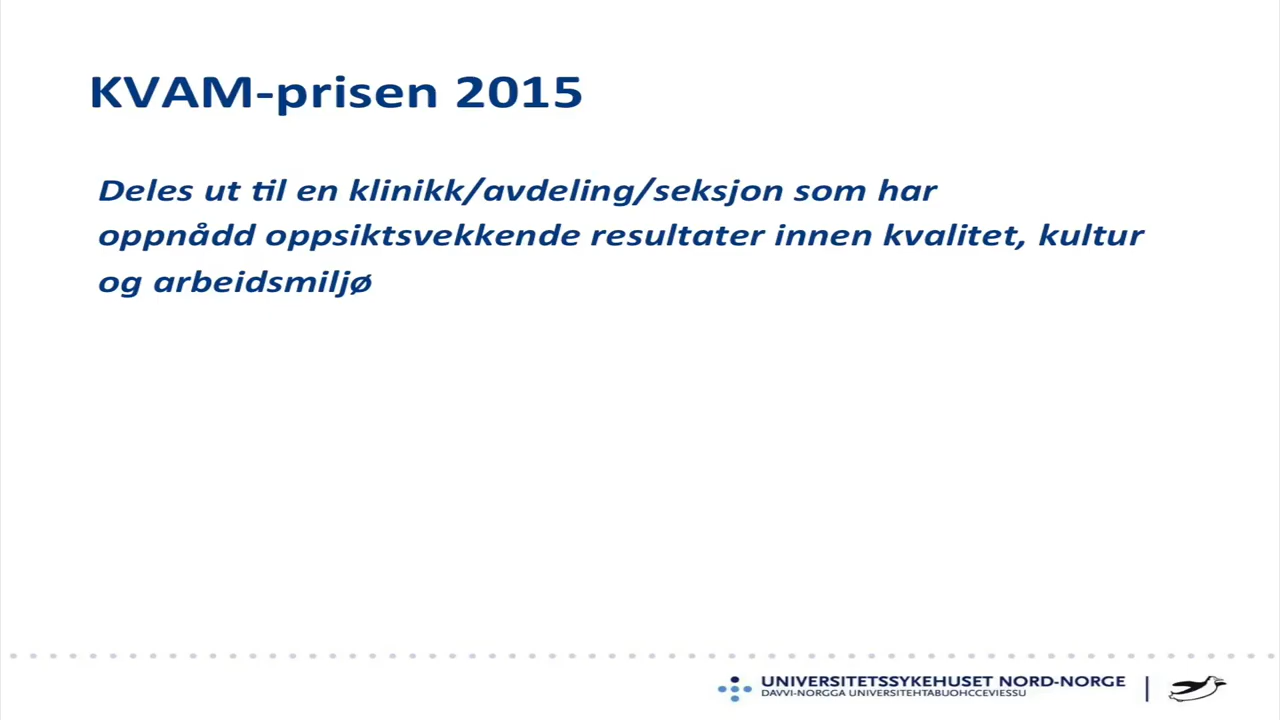 KVAM-prisen 2015
Deles ut til en klinikk/avdeling/seksjon som har
oppnådd oppsiktsvekkende resultater innen kvalitet, kultur
og arbeidsmiljø
UNIVERSITETSSYKEHUSET NORD-NORGE
DAVVI-NORGGA UNIVERSITEHTABUOHCCEVIESSU